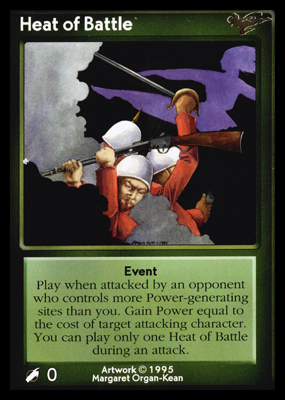 Heat of Battle
Event
Play when attacked by an opponent
who controls more Power-generating
sites than you. Gain Power equal to
the cost of target attacking character.
You can play only one Heat of Battle
during an attack.
0
Artwork © 1995
Margaret Organ-Kean